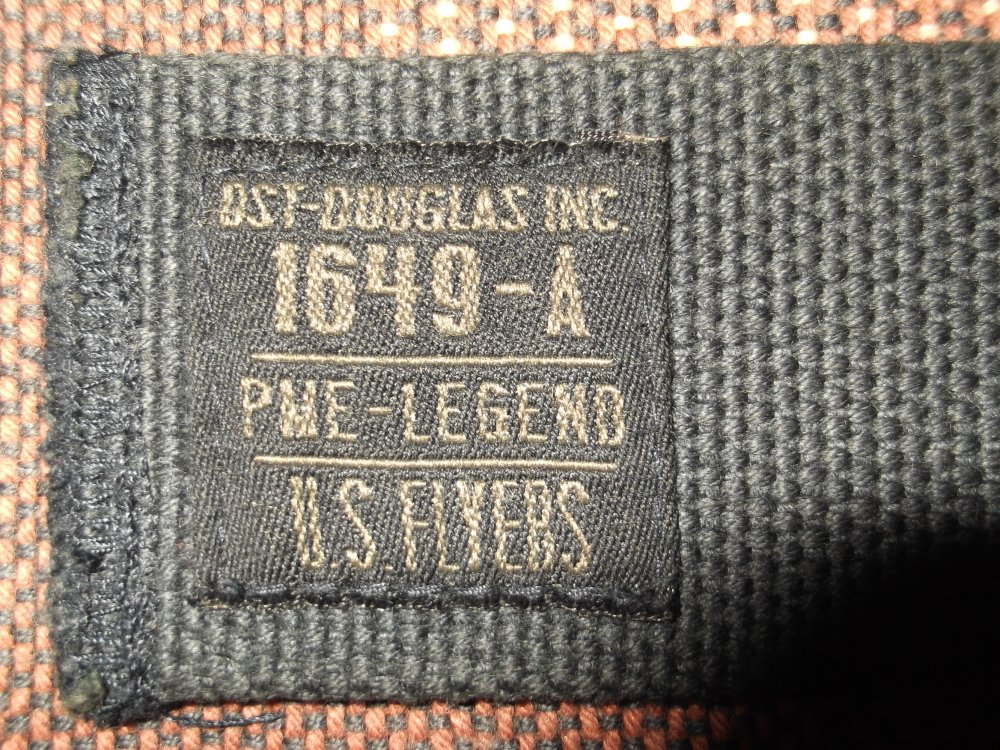 DST-DOUGLAS INC.
1649-A
PME-LEGEND
U.S.FLYERS